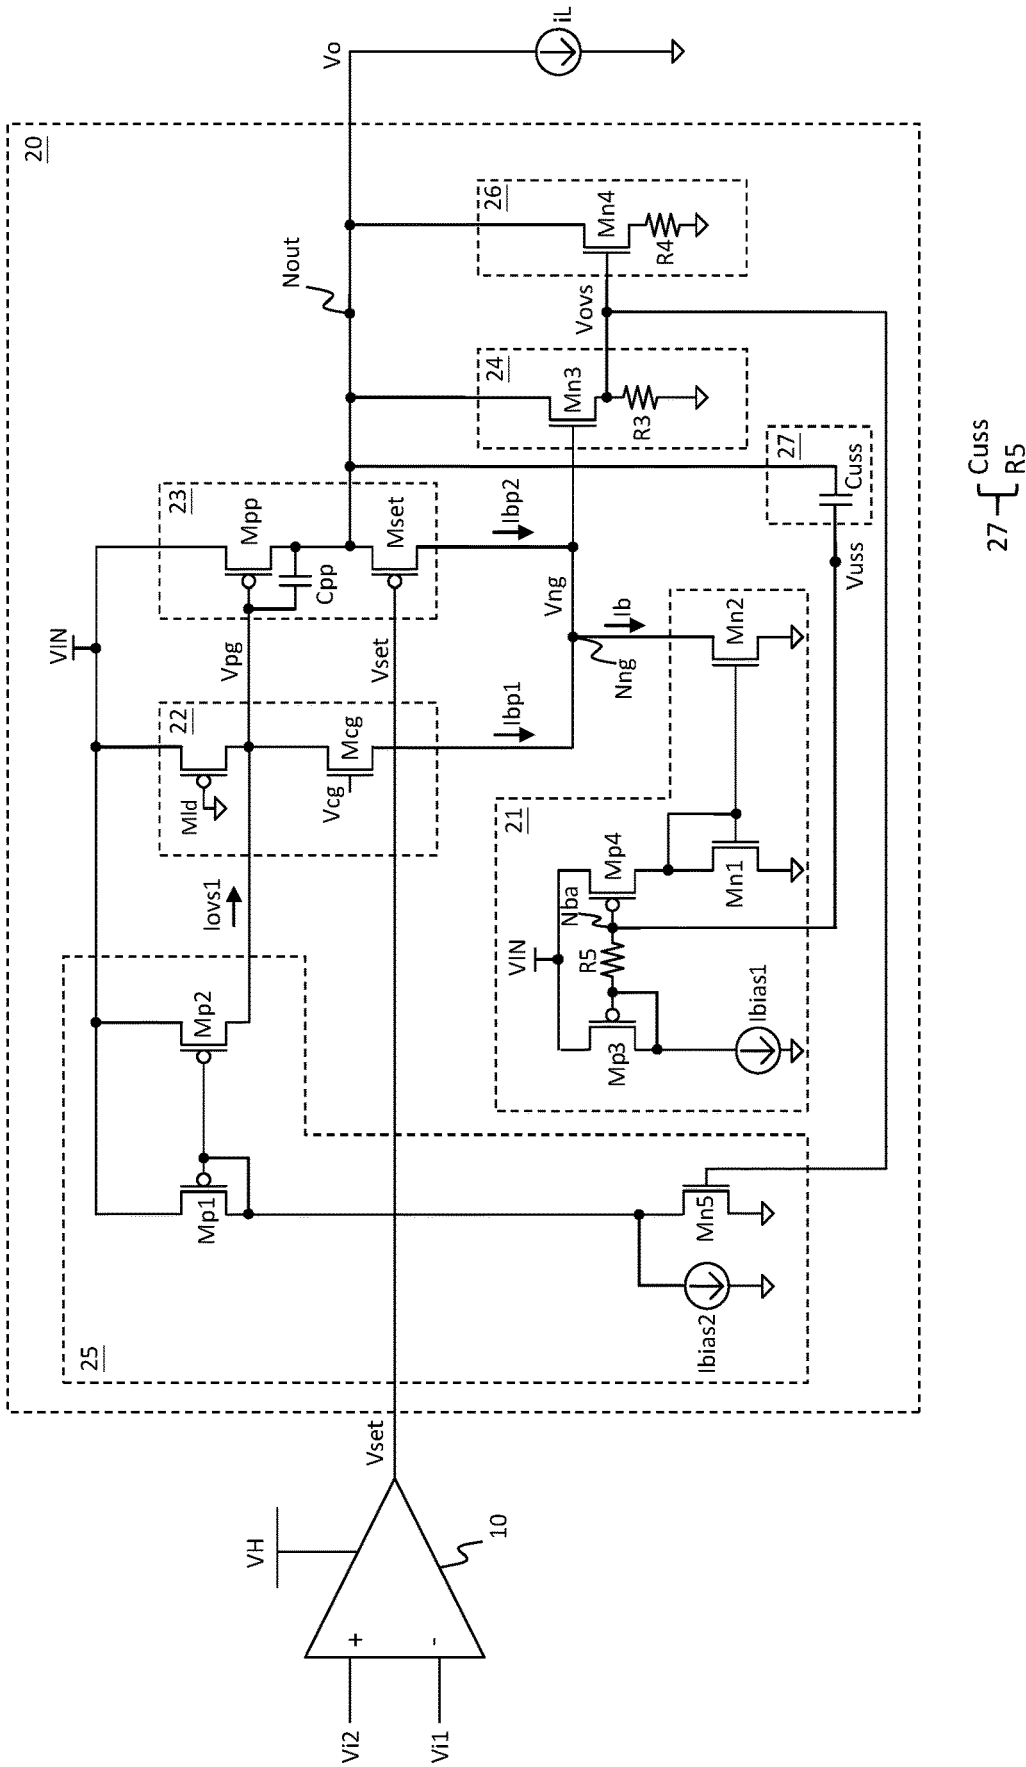 20
Vo
iL
Nout
26
Mn4
R4
Vovs
24
Mn3
R3
23
Mpp
Cpp
Mset
Ibp2
27
Cuss
Vuss
VIN
Vpg
Vset
Vng
Nng
Ib
Mn2
22
Mld
Mcg
Vcg
Ibp1
21
VIN
Mp4
Nba
R5
Mp3
Mn1
Ibias1
Iovs1
25
Mp2
Mp1
Mn5
Ibias2
Vset
VH
10
+
-
Vi2
Vi1
27
Cuss
R5